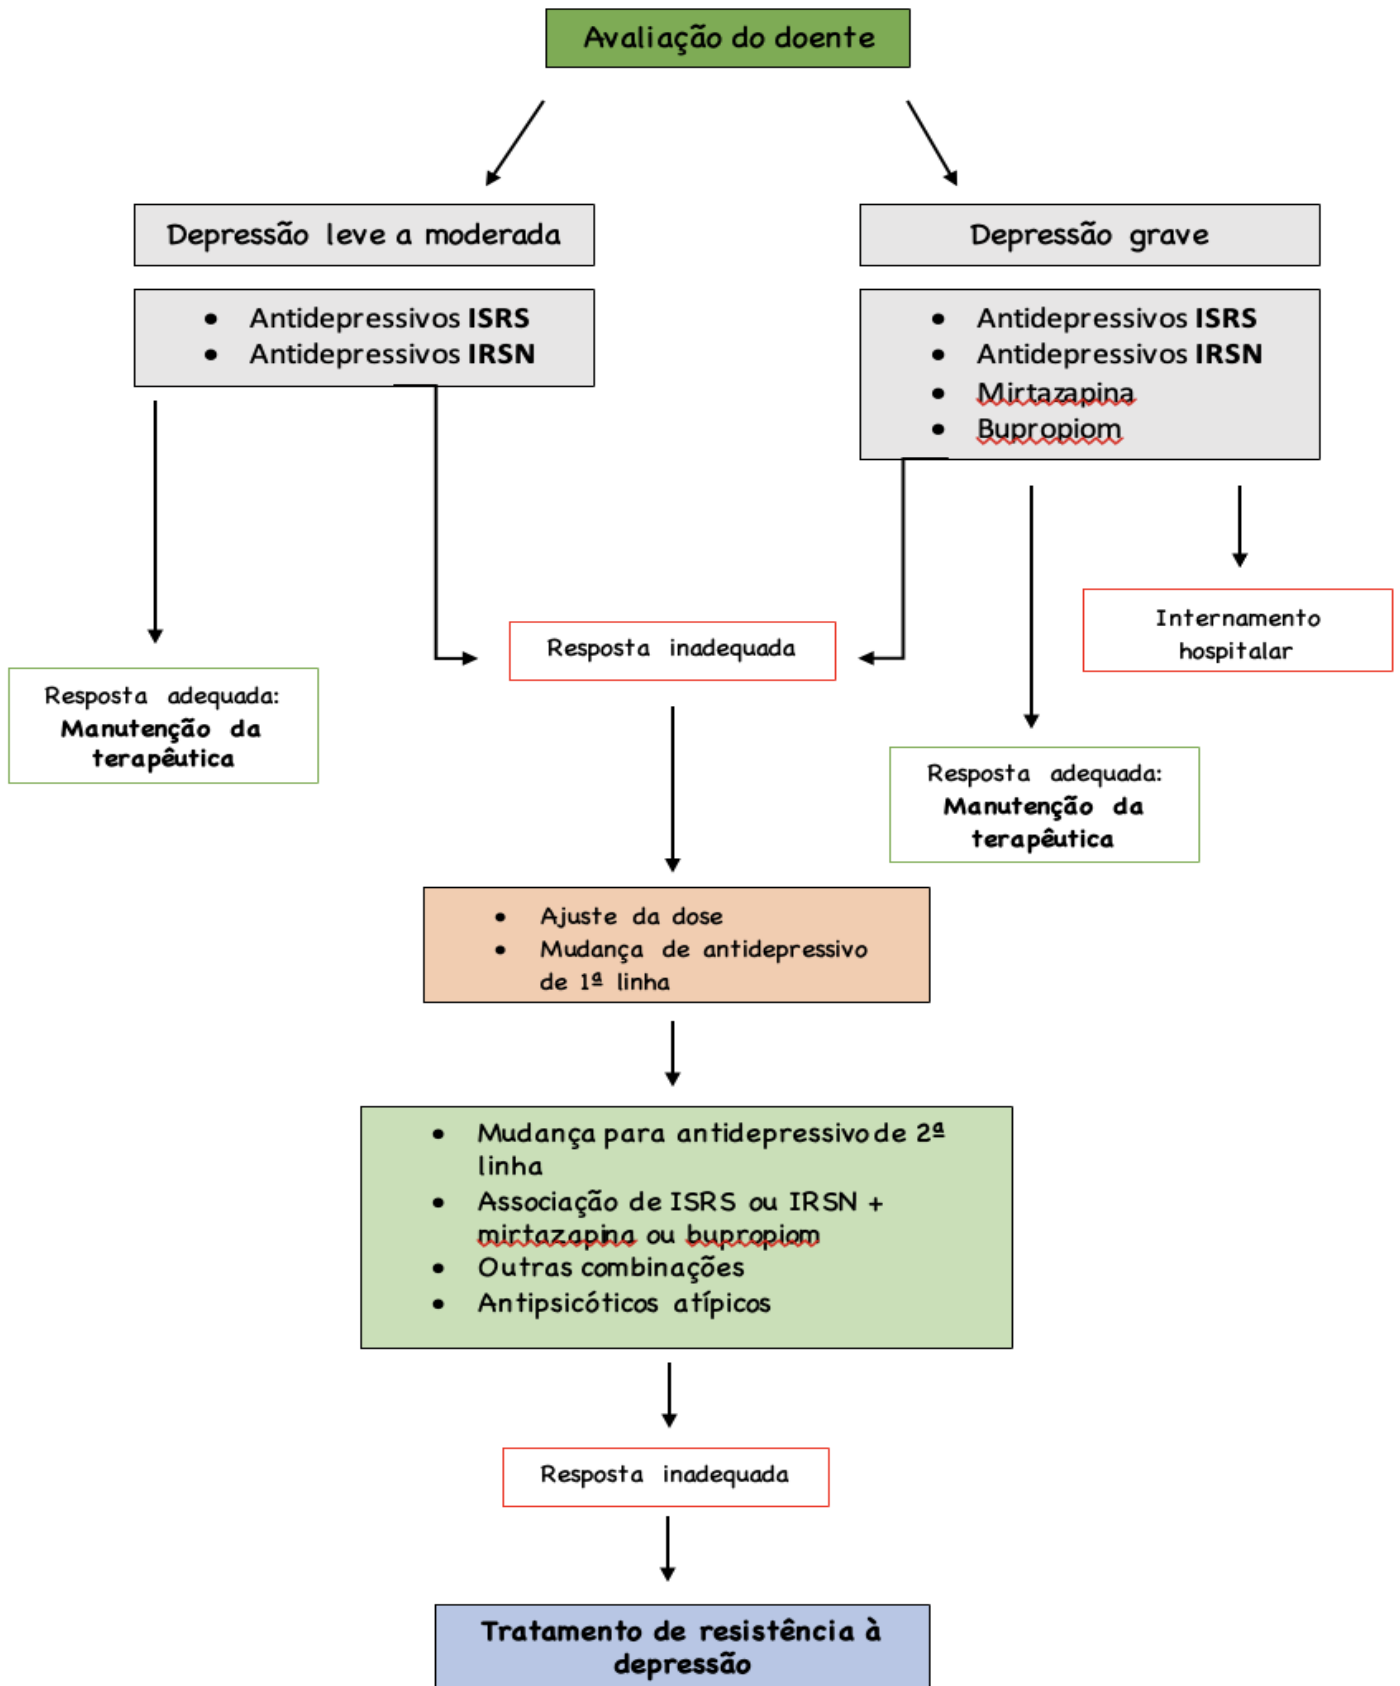 Avaliação do doente
Depressão leve a moderada
• Antidepressivos ISRS
• Antidepressivos IRSN
Depressão grave
• Antidepressivos ISRS
• Antidepressivos IRSN
• Mirtazapina
• Bupropiom
Resposta inadequada
Internamento
hospitalar
Resposta adequada:
Manutenção da
terapêutica
Resposta adequada:
Manutenção da
terapêutica
• Ajuste da dose
• Mudança de antidepressivo
de 1ª linha
• Mudança para antidepressivo de 2ª
linha
• Associação de ISRS ou IRSN +
mirtazapina ou bupropiom
• Outras combinações
• Antipsicóticos atípicos
Resposta inadequada
Tratamento de resistência à
depressão